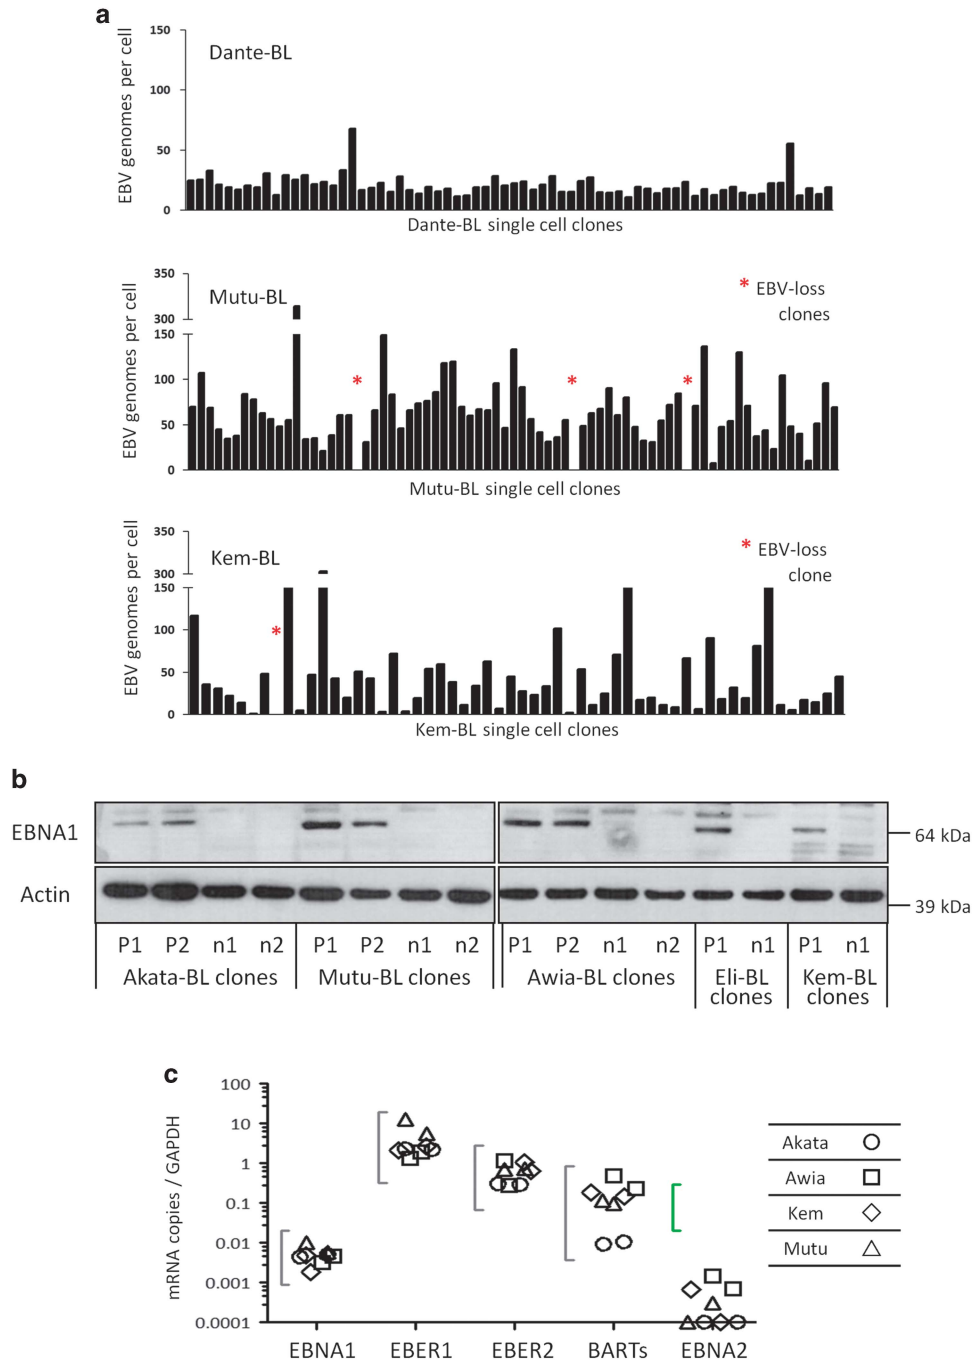 a
EBV genomes per cell
150
100
50
0
Dante-BL
Dante-BL single cell clones
EBV genomes per cell
350
300
150
100
50
0
Mutu-BL
* EBV-loss
clones
*
*
*
Mutu-BL single cell clones
EBV genomes per cell
350
300
150
100
50
0
Kem-BL
* EBV-loss
clone
*
Kem-BL single cell clones
b
EBNA1
64 kDa
Actin
39 kDa
P1 P2 n1 n2 P1 P2 n1 n2 P1 P2 n1 n2 P1 n1 P1 n1
Akata-BL clones Mutu-BL clones Awia-BL clones Eli-BL clones Kem-BL clones
c
mRNA copies / GAPDH
100
10
1
0.1
0.01
0.001
0.0001
EBNA1 EBER1 EBER2 BARTs EBNA2
Akata
Awia
Kem
Mutu